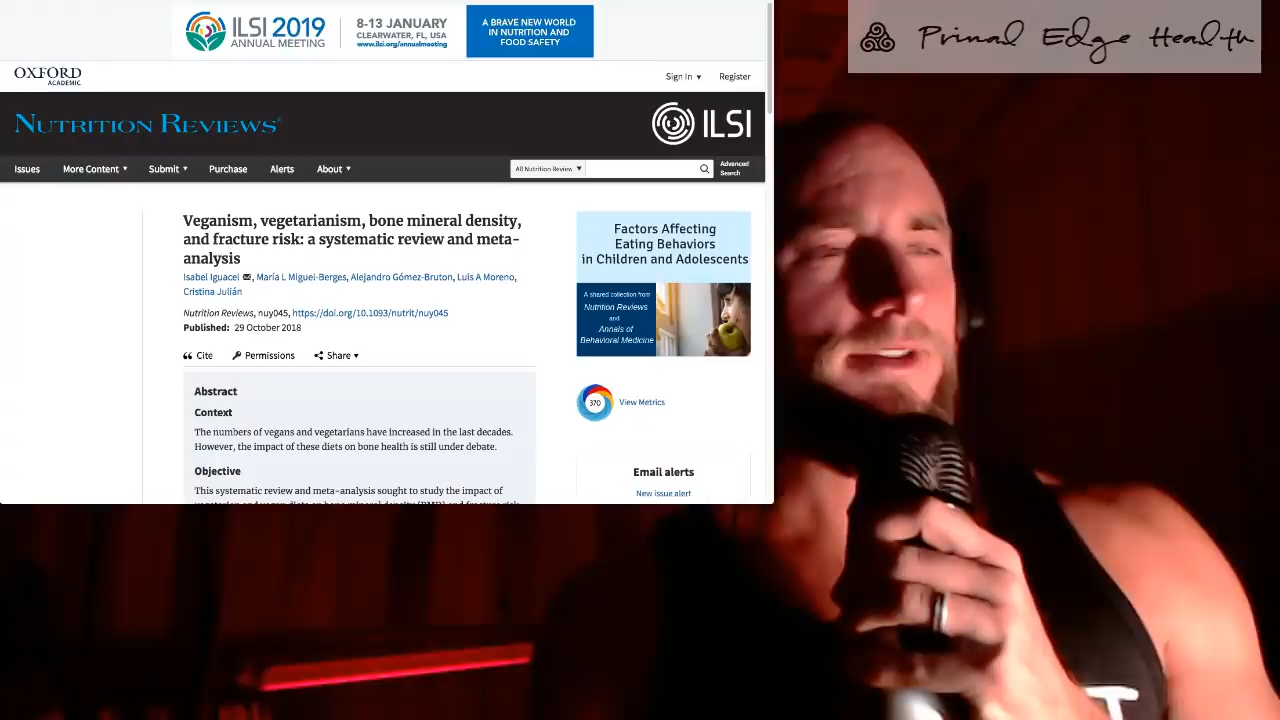 ILSI 2019
ANNUAL MEETING
8-13 JANUARY
CLEARWATER, FL, USA
www.ilsi.org/annualmeeting
A BRAVE NEW WORLD
IN NUTRITION AND
FOOD SAFETY
Primal Edge Health
OXFORD
ACADEMIC
Sign In
Register
NUTRITION REVIEWS®
ILSI
Issues
More Content
Submit
Purchase
Alerts
About
All Nutrition Review
Advanced
Search
Veganism, vegetarianism, bone mineral density,
and fracture risk: a systematic review and meta-
analysis
Isabel Iguacel, María L Miguel-Berges, Alejandro Gómez-Bruton, Luis A Moreno,
Cristina Julián
Nutrition Reviews, nuy045, https://doi.org/10.1093/nutrit/nuy045
Published: 29 October 2018
Cite
Permissions
Share
Abstract
Context
The numbers of vegans and vegetarians have increased in the last decades.
However, the impact of these diets on bone health is still under debate.
Objective
This systematic review and meta-analysis sought to study the impact of
Factors Affecting
Eating Behaviors
in Children and Adolescents
A shared collection from
Nutrition Reviews
and
Annals of
Behavioral Medicine
370
View Metrics
Email alerts
New issue alert